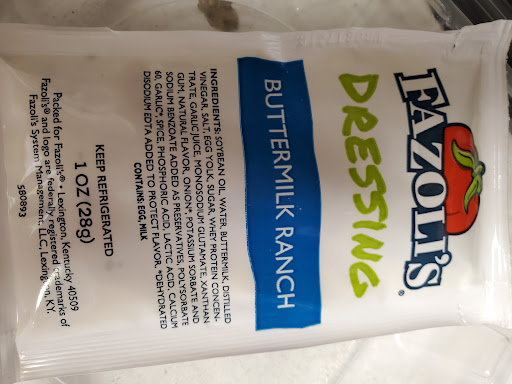 FAZOLI'S®
DRESSING
BUTTERMILK RANCH
INGREDIENTS: SOYBEAN OIL, WATER, BUTTERMILK, DISTILLED
VINEGAR, SALT, EGG YOLK, SUGAR, WHEY PROTEIN CONCEN-
TRATE, GARLIC JUICE, MONOSODIUM GLUTAMATE, XANTHAN
GUM, NATURAL FLAVOR, ONION*, POTASSIUM SORBATE AND
SODIUM BENZOATE ADDED AS PRESERVATIVES, POLYSORBATE
60, GARLIC*, SPICE, PHOSPHORIC ACID, LACTIC ACID, CALCIUM
DISODIUM EDTA ADDED TO PROTECT FLAVOR. *DEHYDRATED
CONTAINS: EGG, MILK
KEEP REFRIGERATED
1 OZ (28g)
Packed for Fazoli's® • Lexington, Kentucky 40509
Fazoli's® and logo are federally registered trademarks of
Fazoli's System Management, LLC, Lexington, KY.
590893